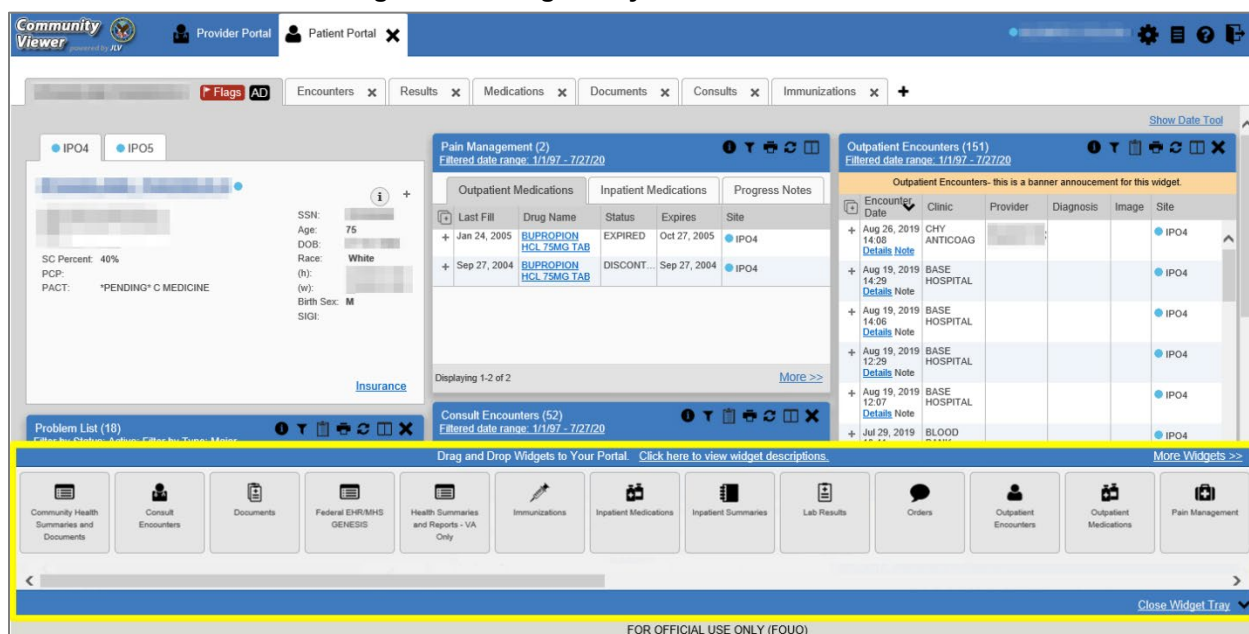 Community
Viewer powered by JLV
Provider Portal
Patient Portal
Flags AD
Encounters
Results
Medications
Documents
Consults
Immunizations
Show Date Tool
IPO4
IPO5
SSN:
Age: 75
DOB:
SC Percent: 40%
Race: White
PCP:
(h):
PACT: *PENDING* C MEDICINE
(w):
Birth Sex: M
SIGI:
Insurance
Problem List (18)
Pain Management (2)
Filtered date range: 1/1/97 - 7/27/20
Outpatient Medications Inpatient Medications Progress Notes
Last Fill Drug Name Status Expires Site
Jan 24, 2005 BUPROPION HCL 75MG TAB EXPIRED Oct 27, 2005 IPO4
Sep 27, 2004 BUPROPION HCL 75MG TAB DISCONT... Sep 27, 2004 IPO4
Displaying 1-2 of 2 More >>
Consult Encounters (52)
Filtered date range: 1/1/97 - 7/27/20
Outpatient Encounters (151)
Filtered date range: 1/1/97 - 7/27/20
Outpatient Encounters- this is a banner annoucement for this widget.
Encounter Date Clinic Provider Diagnosis Image Site
Aug 26, 2019 14:08 CHY ANTICOAG IPO4
Details Note
Aug 19, 2019 14:29 BASE HOSPITAL IPO4
Details Note
Aug 19, 2019 14:06 BASE HOSPITAL IPO4
Details Note
Aug 19, 2019 12:29 BASE HOSPITAL IPO4
Details Note
Aug 19, 2019 12:07 BASE HOSPITAL IPO4
Details Note
Jul 29, 2019 BLOOD IPO4
Drag and Drop Widgets to Your Portal. Click here to view widget descriptions.
More Widgets >>
Community Health Summaries and Documents
Consult Encounters
Documents
Federal EHR/MHS GENESIS
Health Summaries and Reports - VA Only
Immunizations
Inpatient Medications
Inpatient Summaries
Lab Results
Orders
Outpatient Encounters
Outpatient Medications
Pain Management
Close Widget Tray
FOR OFFICIAL USE ONLY (FOUO)